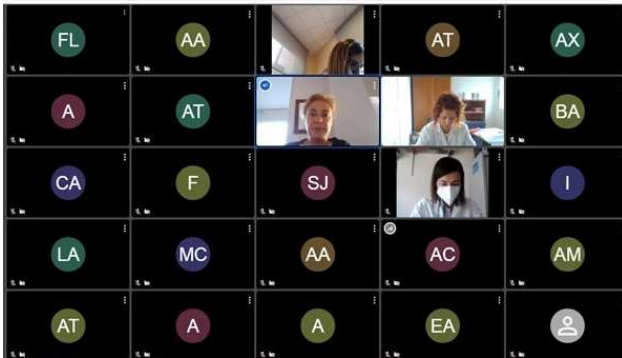 FL AA AT AX
A AT BA
CA F SJ I
LA MC AA AC AM
AT A A EA